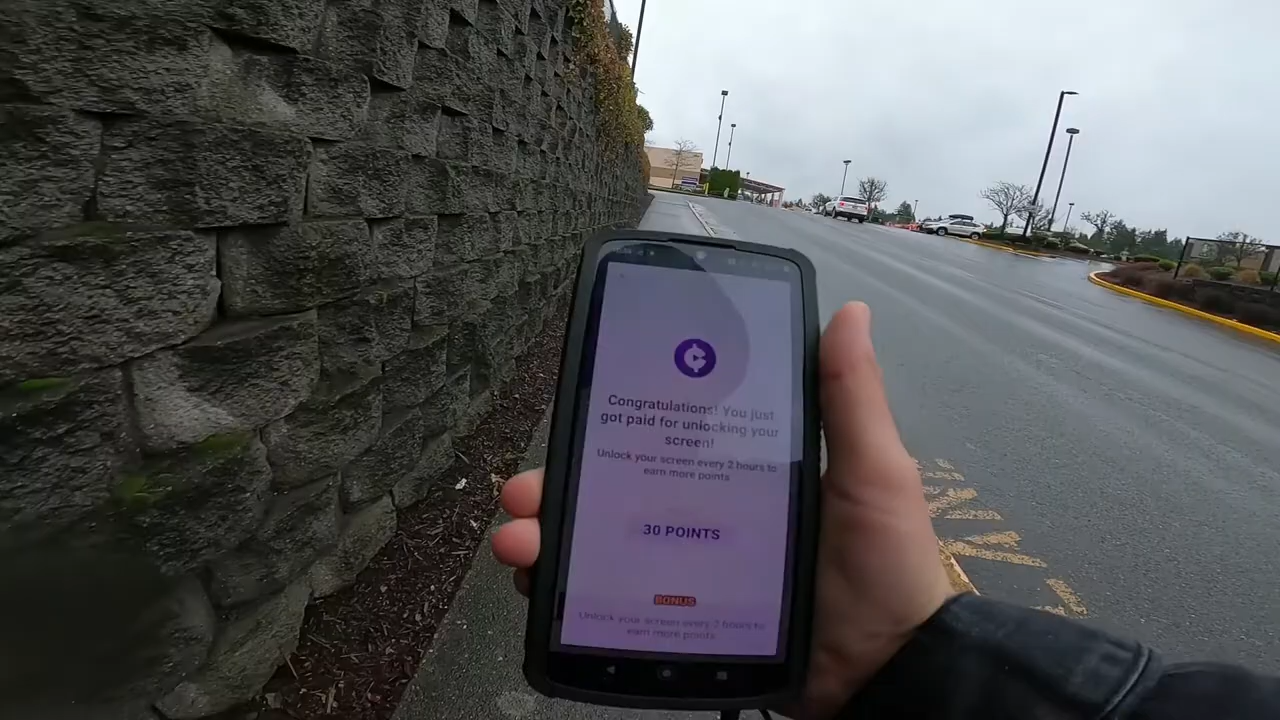 Congratulations! You just
got paid for unlocking your
screen!
Unlock your screen every 2 hours to
earn more points
30 POINTS
BONUS
Unlock your screen every 2 hours to
earn more points